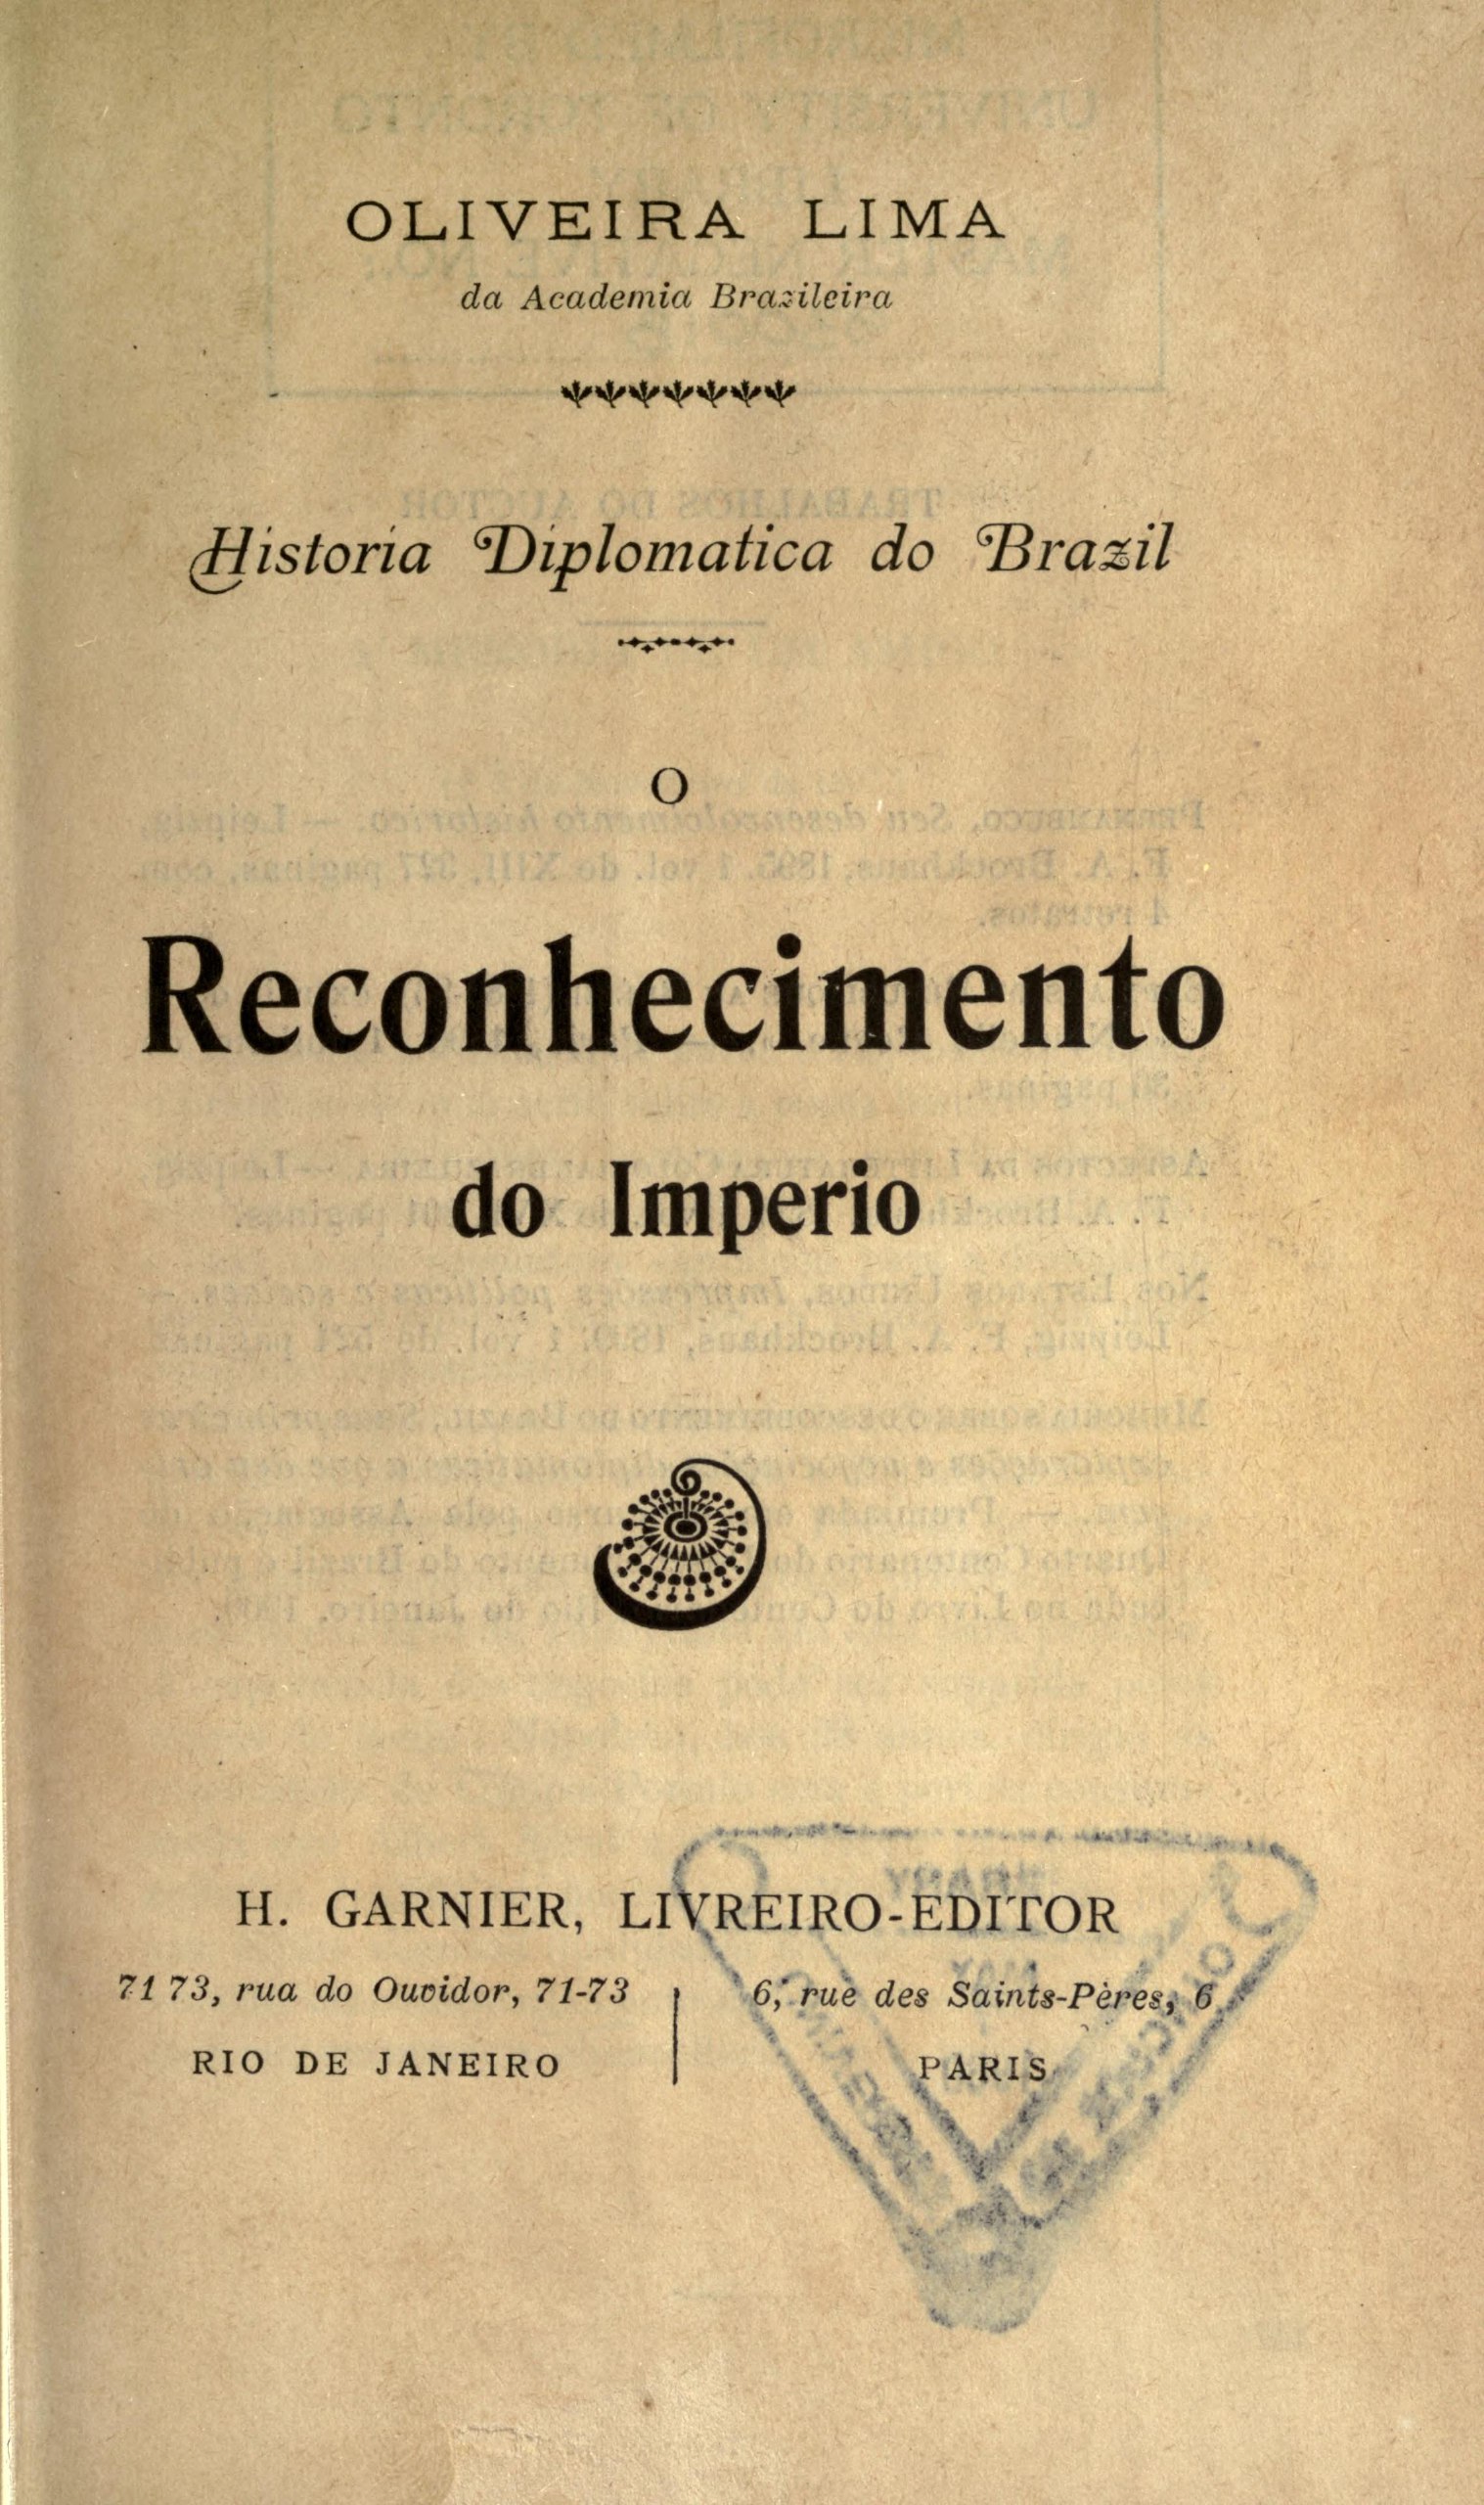 OLIVEIRA LIMA
da Academia Brazileira
Historia Diplomatica do Brazil
O
Reconhecimento
do Imperio
H. GARNIER, LIVREIRO-EDITOR
71 73, rua do Ouvidor, 71-73
RIO DE JANEIRO
6, rue des Saints-Pères, 6
PARIS